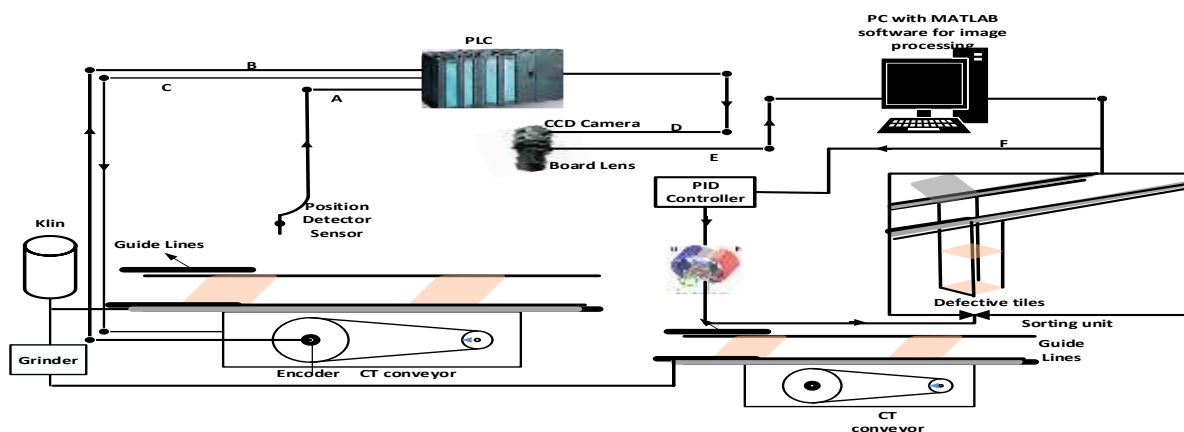 PC with MATLAB
software for image
processing
PLC
B
C
A
CCD Camera
D
E
Board Lens
F
PID
Controller
Position
Detector
Sensor
Klin
Guide Lines
Defective tiles
Sorting unit
Guide
Lines
Grinder
Encoder
CT conveyor
CT
conveyor